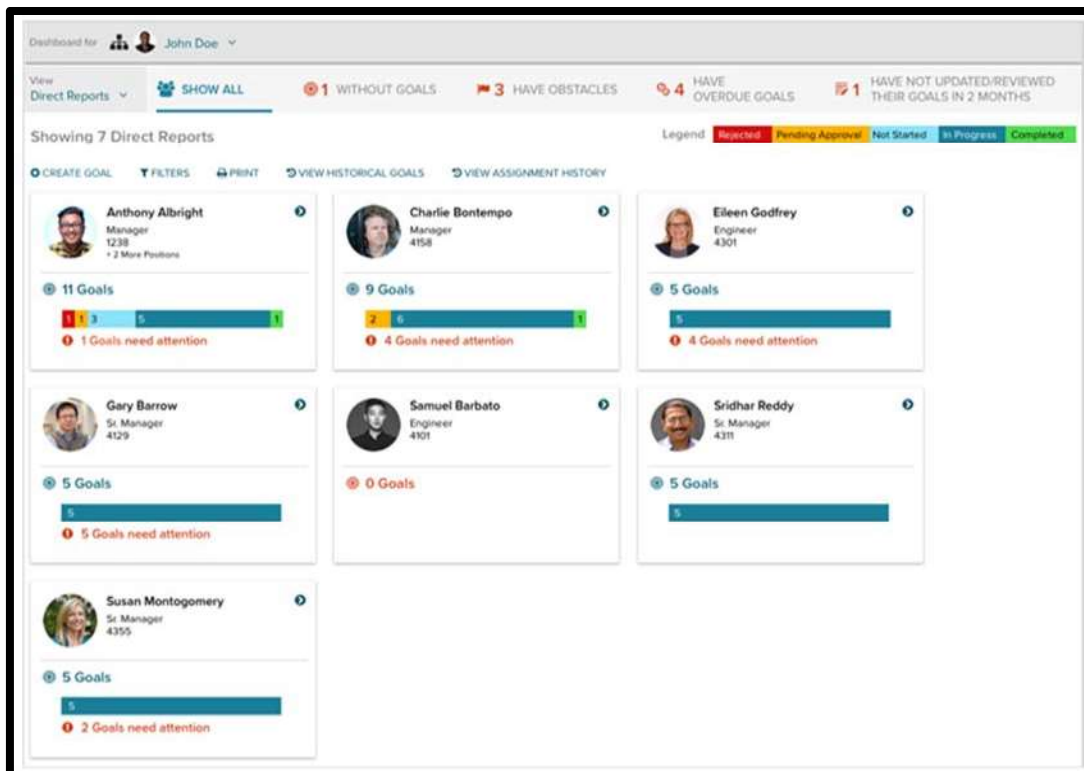 Dashboard for John Doe
View
Direct Reports
SHOW ALL
1 WITHOUT GOALS
3 HAVE OBSTACLES
4 HAVE
OVERDUE GOALS
1 HAVE NOT UPDATED/REVIEWED
THEIR GOALS IN 2 MONTHS
Showing 7 Direct Reports
Legend Rejected Pending Approval Not Started In Progress Completed
CREATE GOAL FILTERS PRINT VIEW HISTORICAL GOALS VIEW ASSIGNMENT HISTORY
Anthony Albright
Manager
1238
+ 2 More Positions
11 Goals
1 1 3 5 1
1 Goals need attention
Charlie Bontempo
Manager
4158
9 Goals
2 6 1
4 Goals need attention
Eileen Godfrey
Engineer
4301
5 Goals
5
4 Goals need attention
Gary Barrow
Sr. Manager
4129
5 Goals
5
5 Goals need attention
Samuel Barbato
Engineer
4101
0 Goals
Sridhar Reddy
Sr. Manager
4311
5 Goals
5
Susan Montogomery
Sr. Manager
4355
5 Goals
5
2 Goals need attention